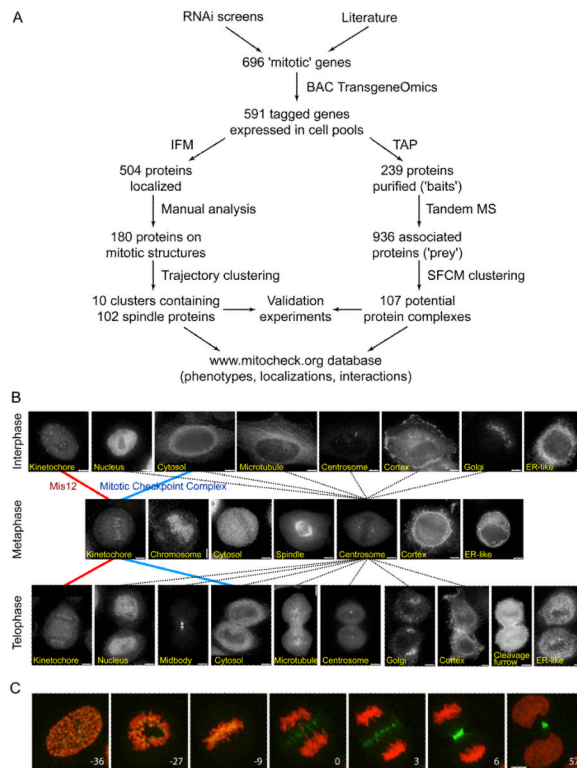 A
RNAi screens
Literature
696 'mitotic' genes
BAC TransgeneOmics
591 tagged genes
expressed in cell pools
IFM
TAP
504 proteins
localized
239 proteins
purified ('baits')
Manual analysis
Tandem MS
180 proteins on
mitotic structures
936 associated
proteins ('prey')
Trajectory clustering
SFCM clustering
10 clusters containing
102 spindle proteins
Validation
experiments
107 potential
protein complexes
www.mitocheck.org database
(phenotypes, localizations, interactions)
B
Interphase
Kinetochore
Nucleus
Cytosol
Microtubule
Centrosome
Cortex
Golgi
ER-like
Mis12
Mitotic Checkpoint Complex
Metaphase
Kinetochore
Chromosome
Cytosol
Spindle
Centrosome
Cortex
ER-like
Telophase
Kinetochore
Nucleus
Midbody
Cytosol
Microtubule
Centrosome
Golgi
Cortex
Cleavage
furrow
ER-like
C
-36
-27
-9
0
3
6
57